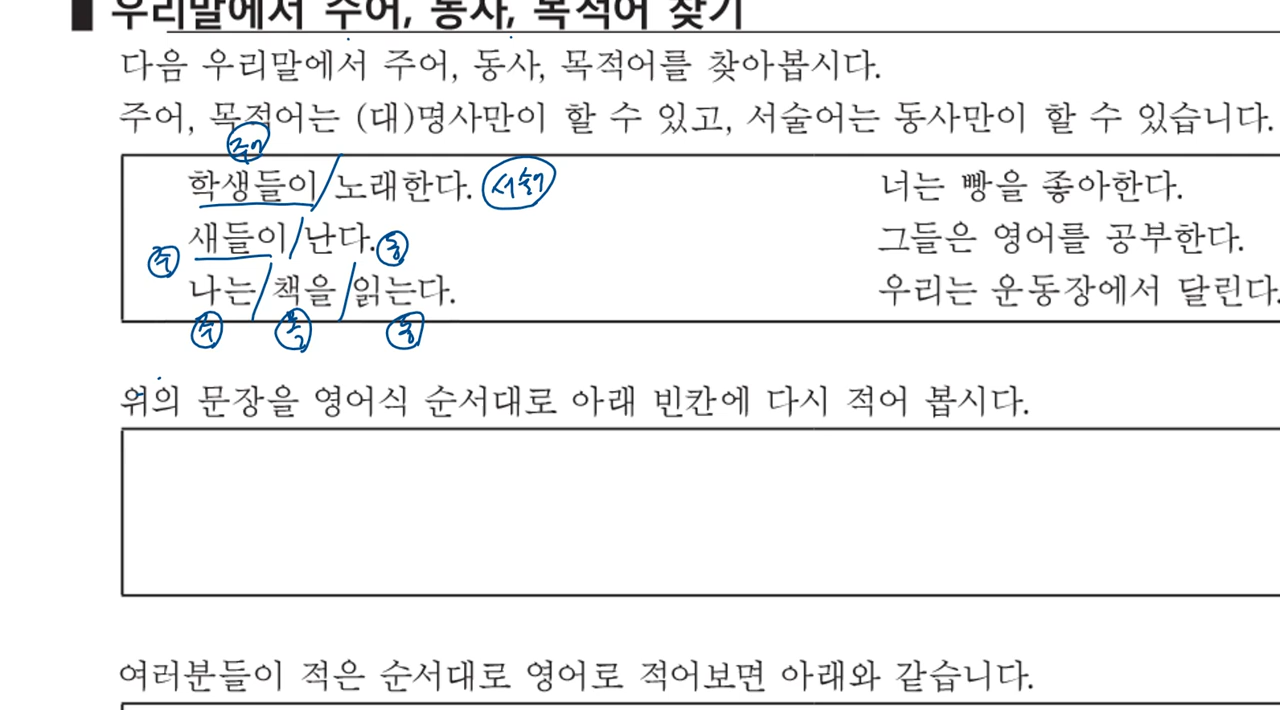 우리말에서 주어, 동사, 목적어 찾기
다음 우리말에서 주어, 동사, 목적어를 찾아봅시다.
주어, 목적어는 (대)명사만이 할 수 있고, 서술어는 동사만이 할 수 있습니다.
주어
학생들이/노래한다. 서술어 너는 빵을 좋아한다.
주 새들이/난다. 동 그들은 영어를 공부한다.
나는/책을/읽는다. 우리는 운동장에서 달린다.
주 목 동
위의 문장을 영어식 순서대로 아래 빈칸에 다시 적어 봅시다.
여러분들이 적은 순서대로 영어로 적어보면 아래와 같습니다.